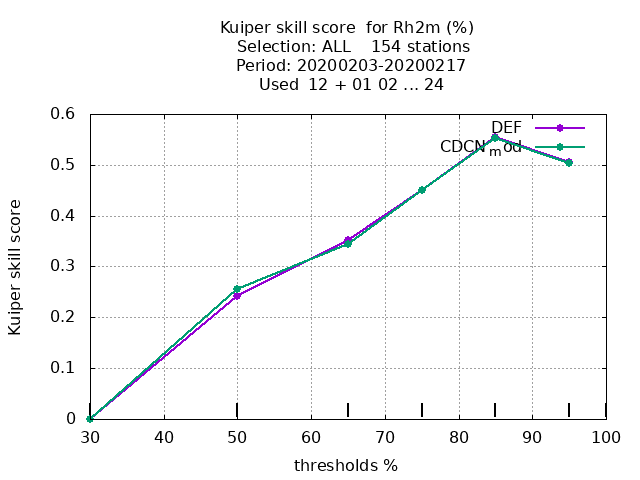 Kuiper skill score for Rh2m (%)
Selection: ALL 154 stations
Period: 20200203-20200217
Used 12 + 01 02 ... 24
DEF
CDCN_mod
Kuiper skill score
0.6
0.5
0.4
0.3
0.2
0.1
0
30 40 50 60 70 80 90 100
thresholds %